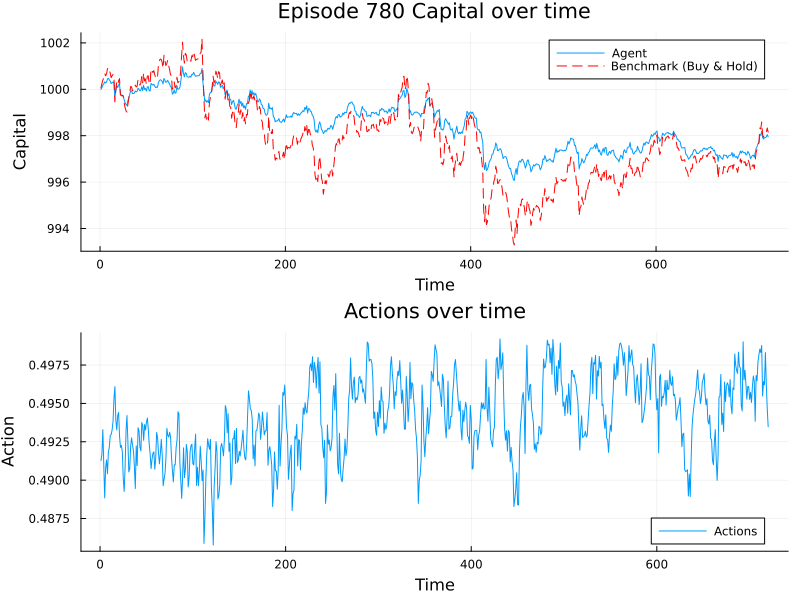 Episode 780 Capital over time
1002
1000
998
996
994
Capital
Agent
Benchmark (Buy & Hold)
0 200 400 600
Time
Actions over time
0.4975
0.4950
0.4925
0.4900
0.4875
Action
Actions
0 200 400 600
Time